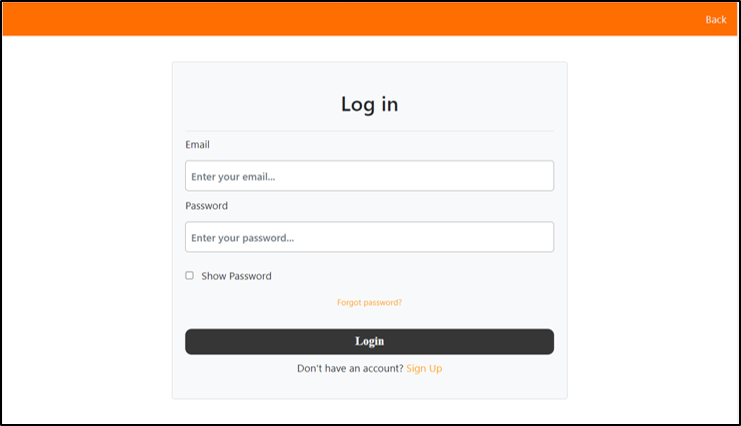 Back
Log in
Email
Enter your email...
Password
Enter your password...
Show Password
Forgot password?
Login
Don't have an account? Sign Up